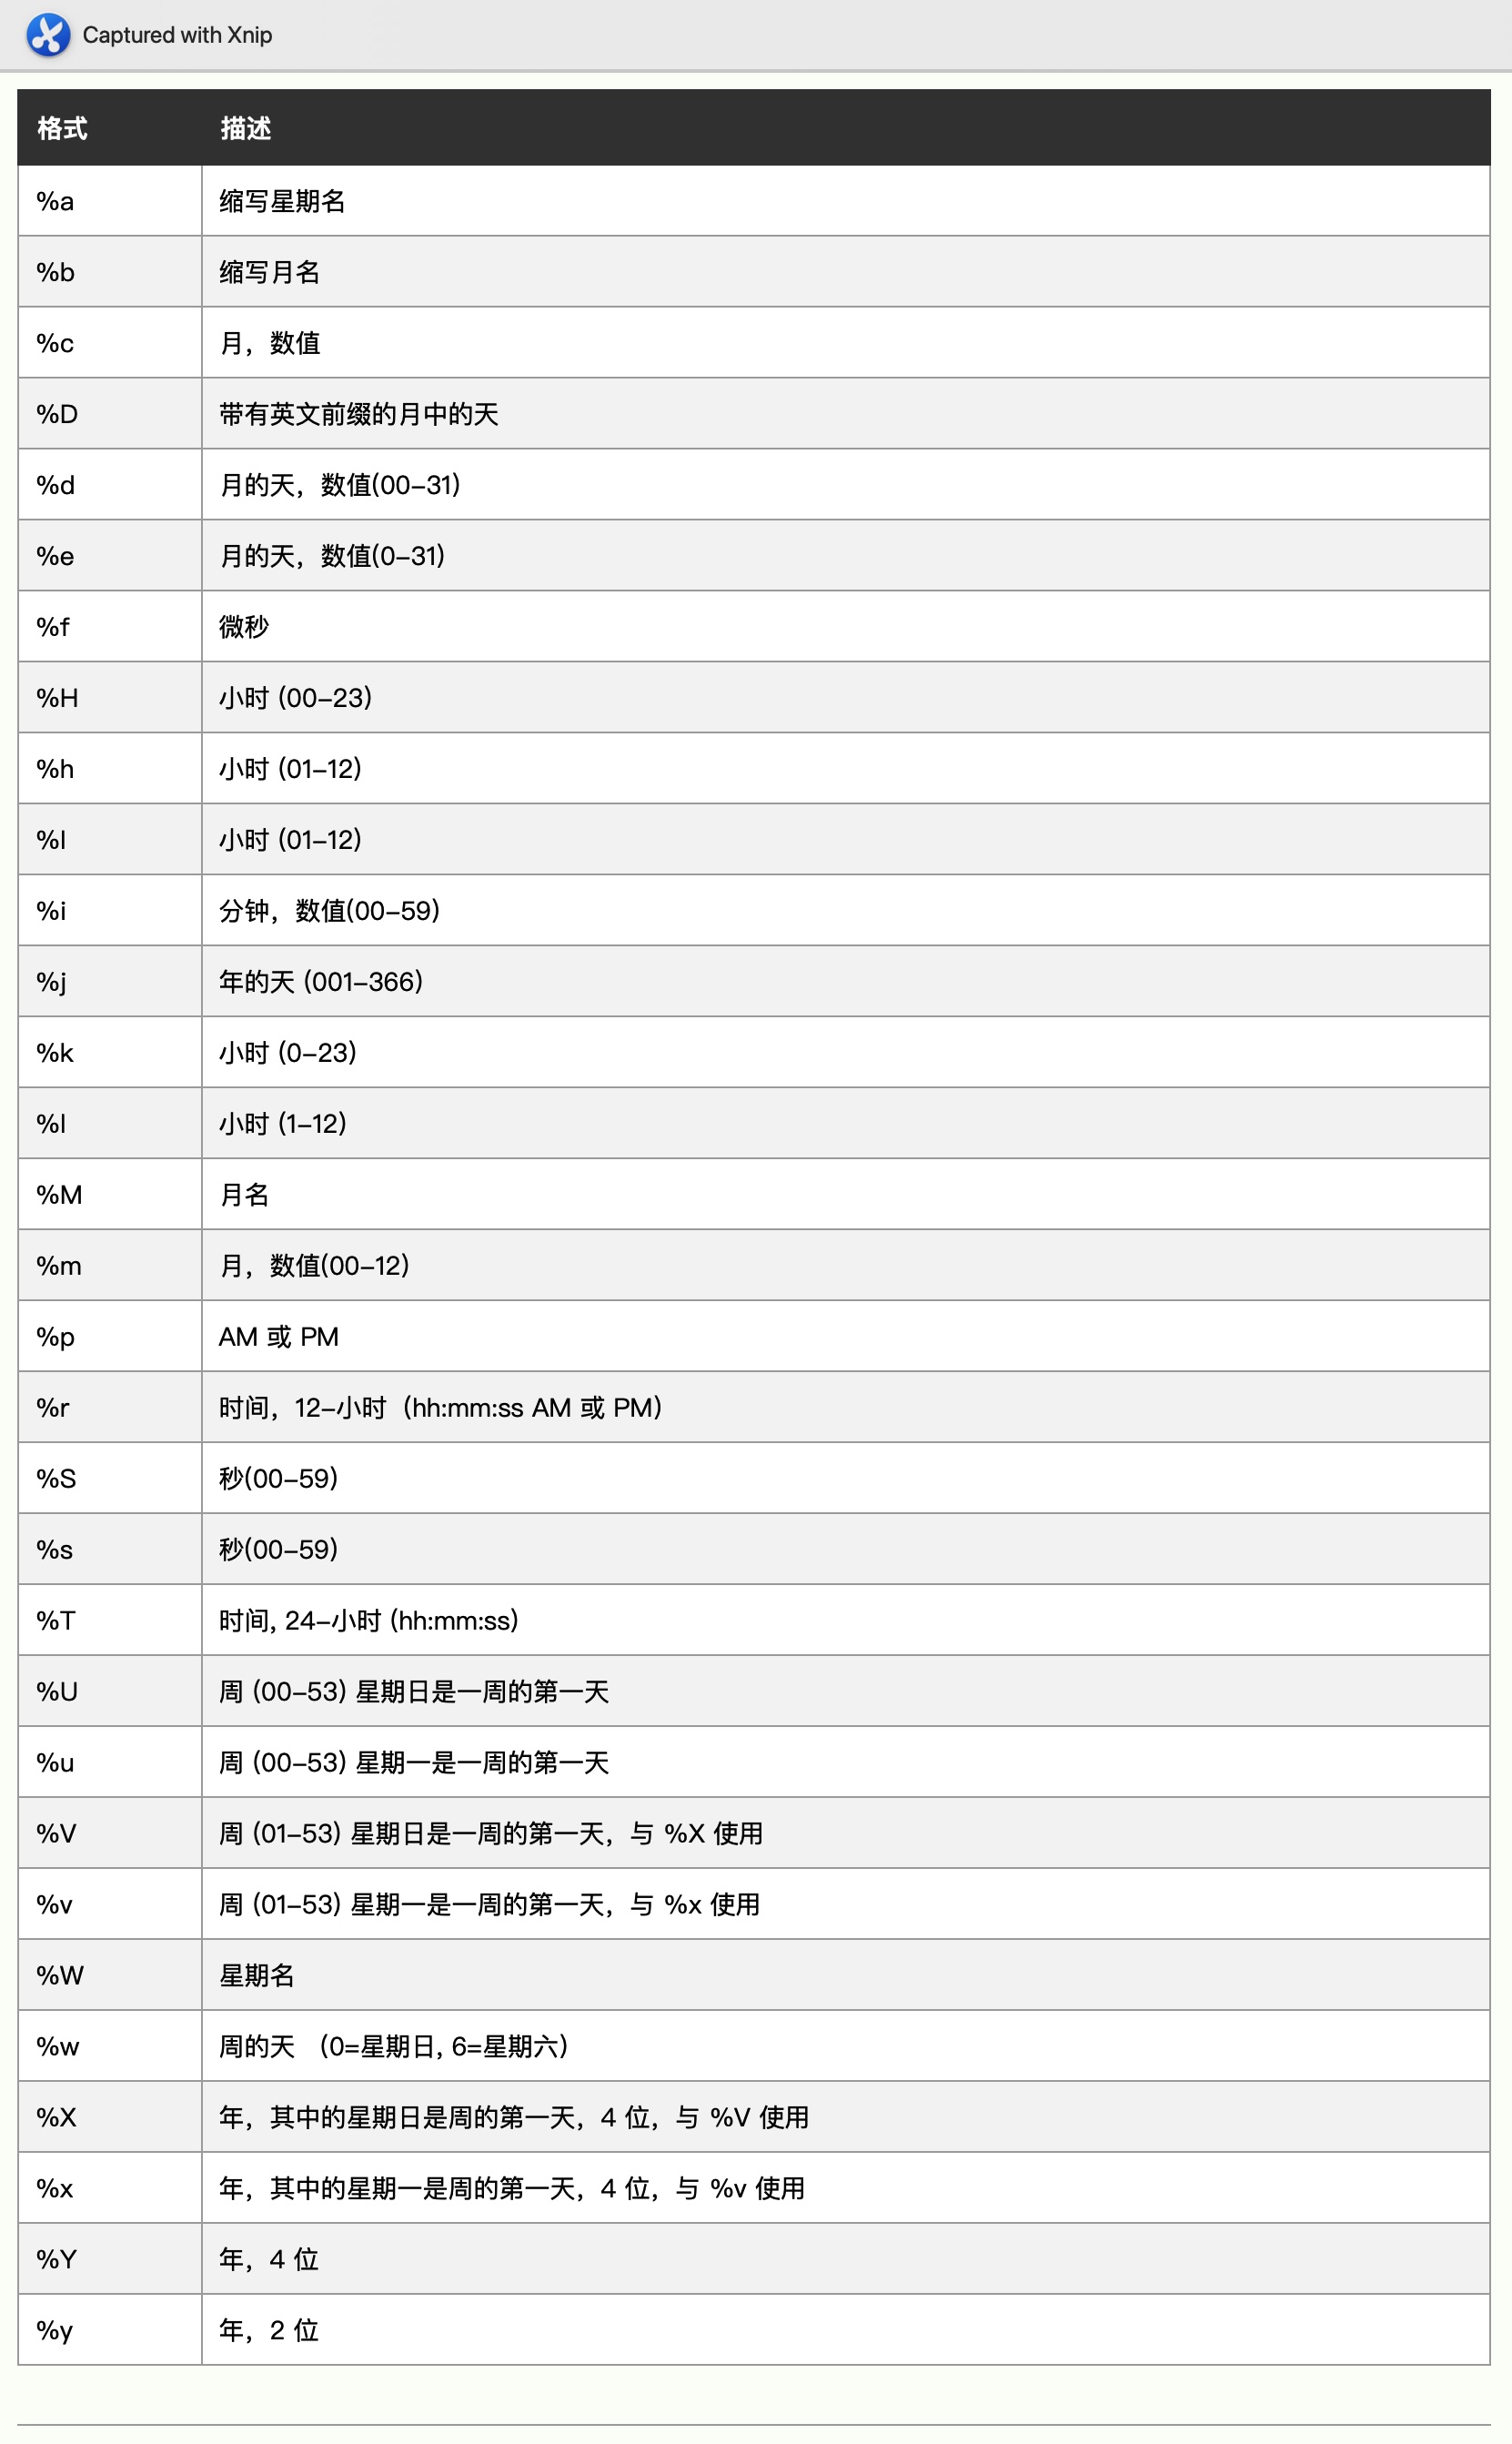 Captured with Xnip
格式 描述
%a 缩写星期名
%b 缩写月名
%c 月，数值
%D 带有英文前缀的月中的天
%d 月的天，数值(00-31)
%e 月的天，数值(0-31)
%f 微秒
%H 小时 (00-23)
%h 小时 (01-12)
%I 小时 (01-12)
%i 分钟，数值(00-59)
%j 年的天 (001-366)
%k 小时 (0-23)
%l 小时 (1-12)
%M 月名
%m 月，数值(00-12)
%p AM 或 PM
%r 时间，12-小时（hh:mm:ss AM 或 PM）
%S 秒(00-59)
%s 秒(00-59)
%T 时间, 24-小时 (hh:mm:ss)
%U 周 (00-53) 星期日是一周的第一天
%u 周 (00-53) 星期一是一周的第一天
%V 周 (01-53) 星期日是一周的第一天，与 %X 使用
%v 周 (01-53) 星期一是一周的第一天，与 %x 使用
%W 星期名
%w 周的天 （0=星期日, 6=星期六）
%X 年，其中的星期日是周的第一天，4 位，与 %V 使用
%x 年，其中的星期一是周的第一天，4 位，与 %v 使用
%Y 年，4 位
%y 年，2 位